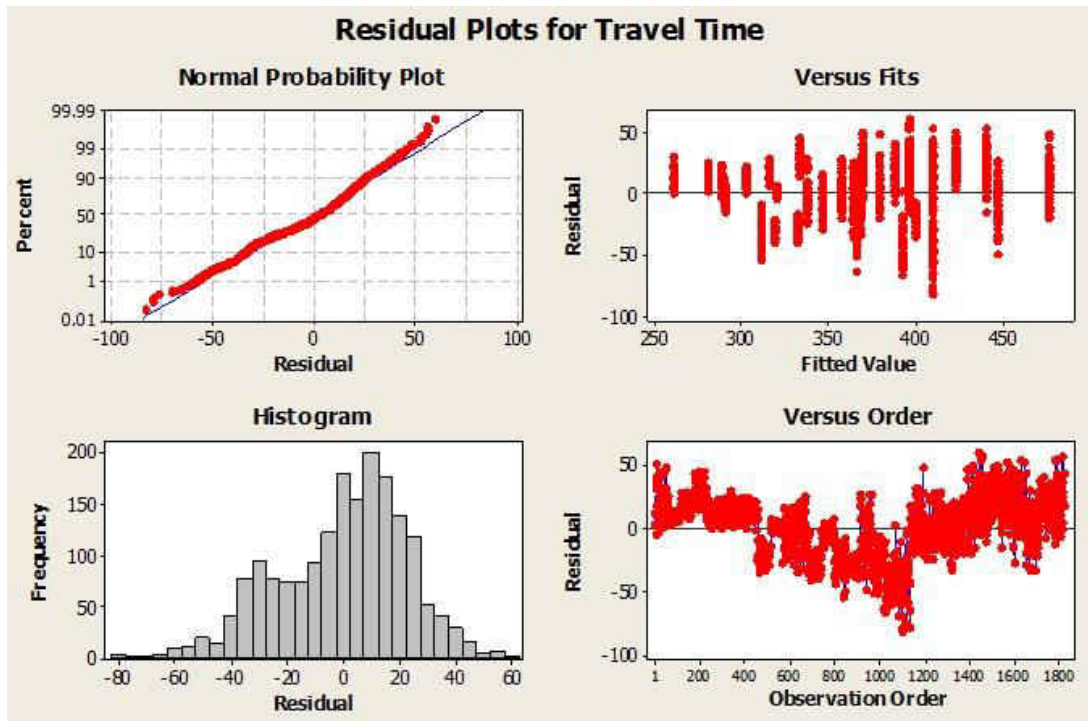 Residual Plots for Travel Time
Normal Probability Plot
99.99
99
90
50
10
1
0.01
Percent
-100 -50 0 50 100
Residual
Versus Fits
50
0
-50
-100
Residual
250 300 350 400 450
Fitted Value
Histogram
200
150
100
50
0
Frequency
-80 -60 -40 -20 0 20 40 60
Residual
Versus Order
50
0
-50
-100
Residual
1 200 400 600 800 1000 1200 1400 1600 1800
Observation Order